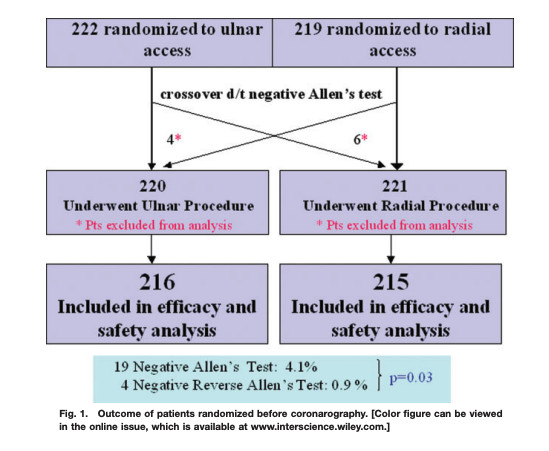 222 randomized to ulnar
access
219 randomized to radial
access
crossover d/t negative Allen's test
4*
6*
220
Underwent Ulnar Procedure
* Pts excluded from analysis
221
Underwent Radial Procedure
* Pts excluded from analysis
216
Included in efficacy and
safety analysis
215
Included in efficacy and
safety analysis
19 Negative Allen's Test: 4.1%
4 Negative Reverse Allen's Test: 0.9 %
p=0.03
Fig. 1. Outcome of patients randomized before coronarography. [Color figure can be viewed
in the online issue, which is available at www.interscience.wiley.com.]